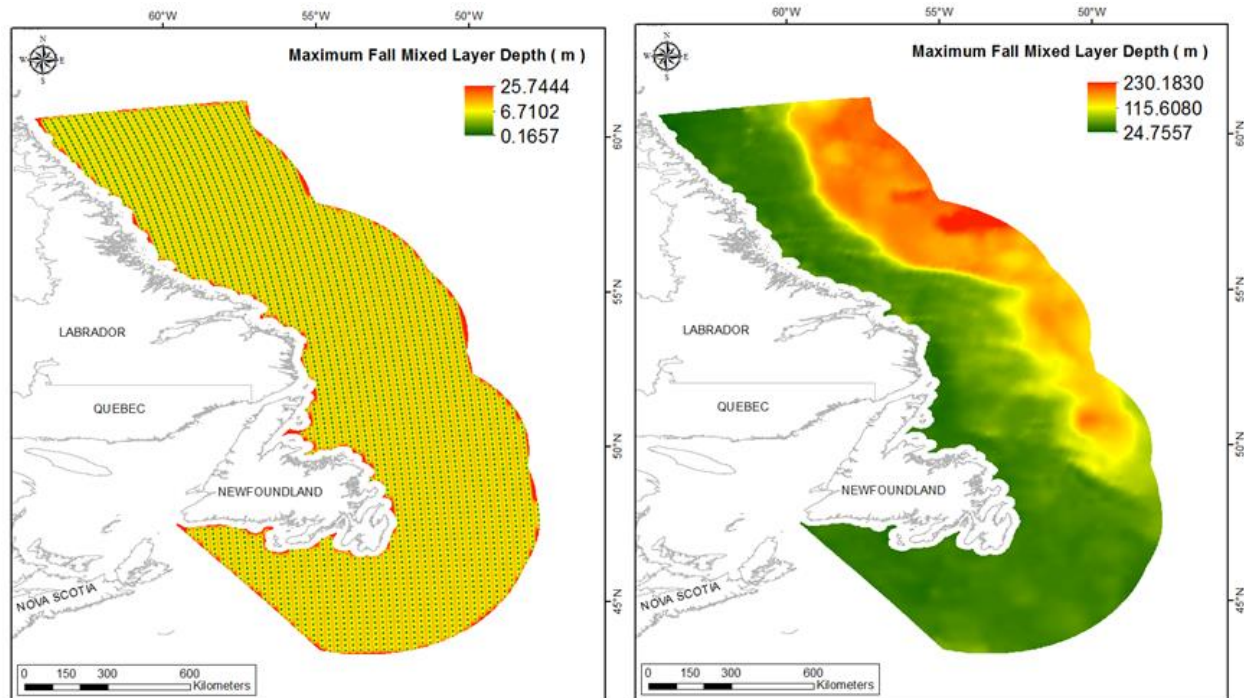 60°W 55°W 50°W
N
W E
S
Maximum Fall Mixed Layer Depth ( m )
25.7444
6.7102
0.1657
60°N
55°N
50°N
45°N
LABRADOR
QUEBEC
NEWFOUNDLAND
NOVA SCOTIA
0 150 300 600
Kilometers
60°W 55°W 50°W
N
W E
S
Maximum Fall Mixed Layer Depth ( m )
230.1830
115.6080
24.7557
60°N
55°N
50°N
45°N
LABRADOR
QUEBEC
NEWFOUNDLAND
NOVA SCOTIA
0 150 300 600
Kilometers